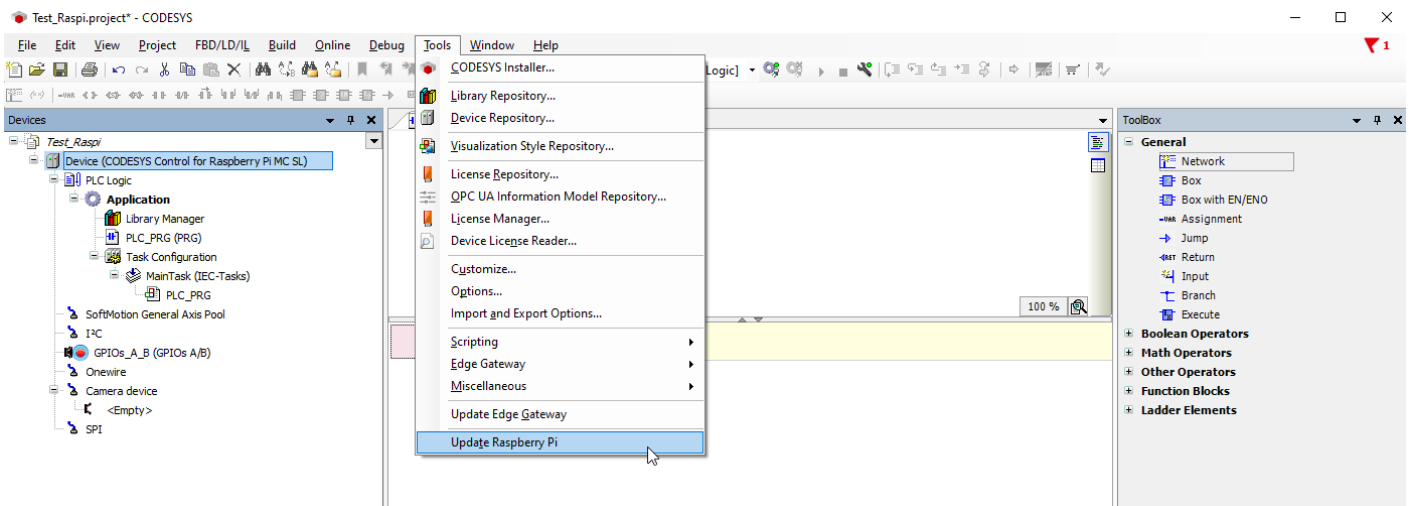 Test_Raspi.project* - CODESYS
File Edit View Project FBD/LD/IL Build Online Debug Tools Window Help
1
CODESYS Installer...
Logic]
Library Repository...
Device Repository...
Visualization Style Repository...
License Repository...
OPC UA Information Model Repository...
License Manager...
Device License Reader...
Customize...
Options...
Import and Export Options...
Scripting
Edge Gateway
Miscellaneous
Update Edge Gateway
Update Raspberry Pi
Devices
Test_Raspi
Device (CODESYS Control for Raspberry Pi MC SL)
PLC Logic
Application
Library Manager
PLC_PRG (PRG)
Task Configuration
MainTask (IEC-Tasks)
PLC_PRG
SoftMotion General Axis Pool
I²C
GPIOs_A_B (GPIOs A/B)
Onewire
Camera device
<Empty>
SPI
100 %
ToolBox
General
Network
Box
Box with EN/ENO
Assignment
Jump
Return
Input
Branch
Execute
Boolean Operators
Math Operators
Other Operators
Function Blocks
Ladder Elements